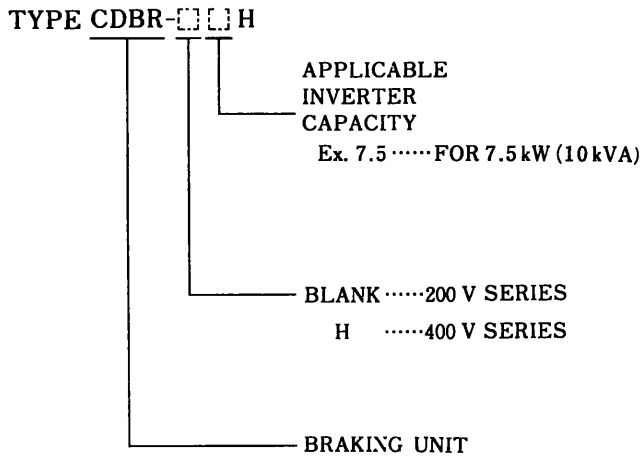 TYPE CDBR-□ □ H
APPLICABLE
INVERTER
CAPACITY
Ex. 7.5 ······ FOR 7.5 kW (10 kVA)
BLANK ······ 200 V SERIES
H ······ 400 V SERIES
BRAKING UNIT